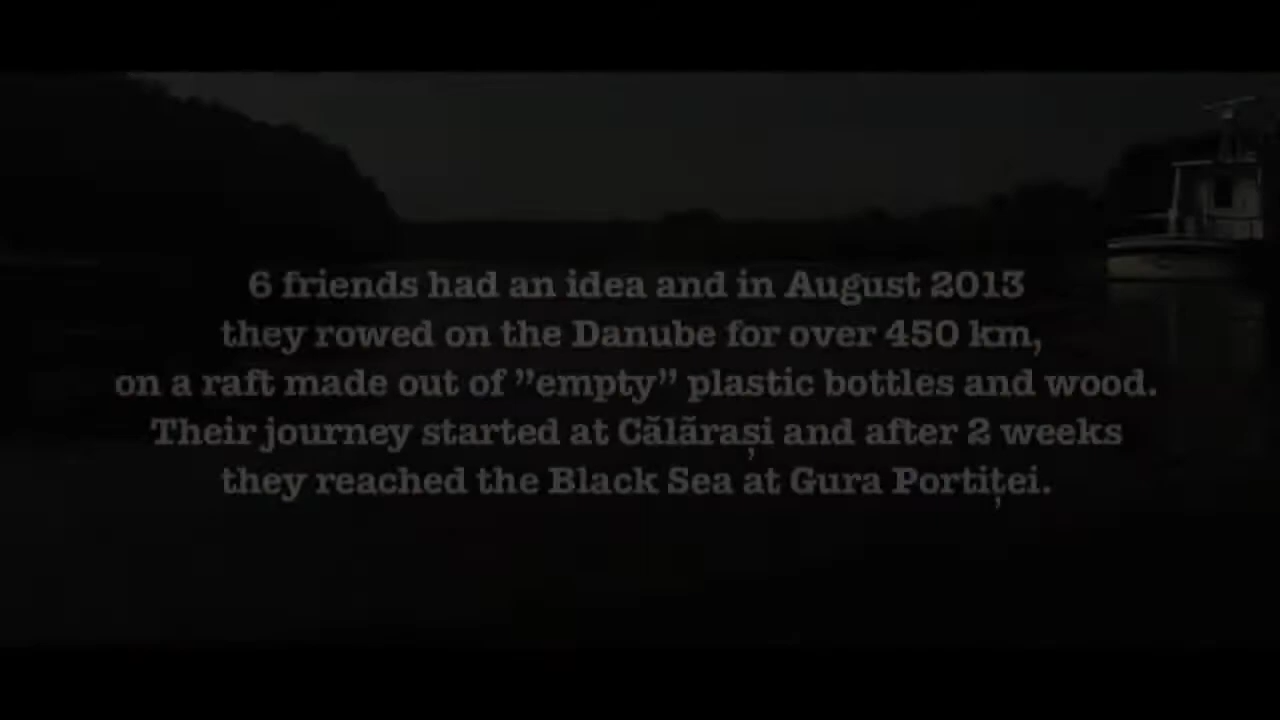 6 friends had an idea and in August 2013
they rowed on the Danube for over 450 km,
on a raft made out of ”empty” plastic bottles and wood.
Their journey started at Călărași and after 2 weeks
they reached the Black Sea at Gura Portiței.